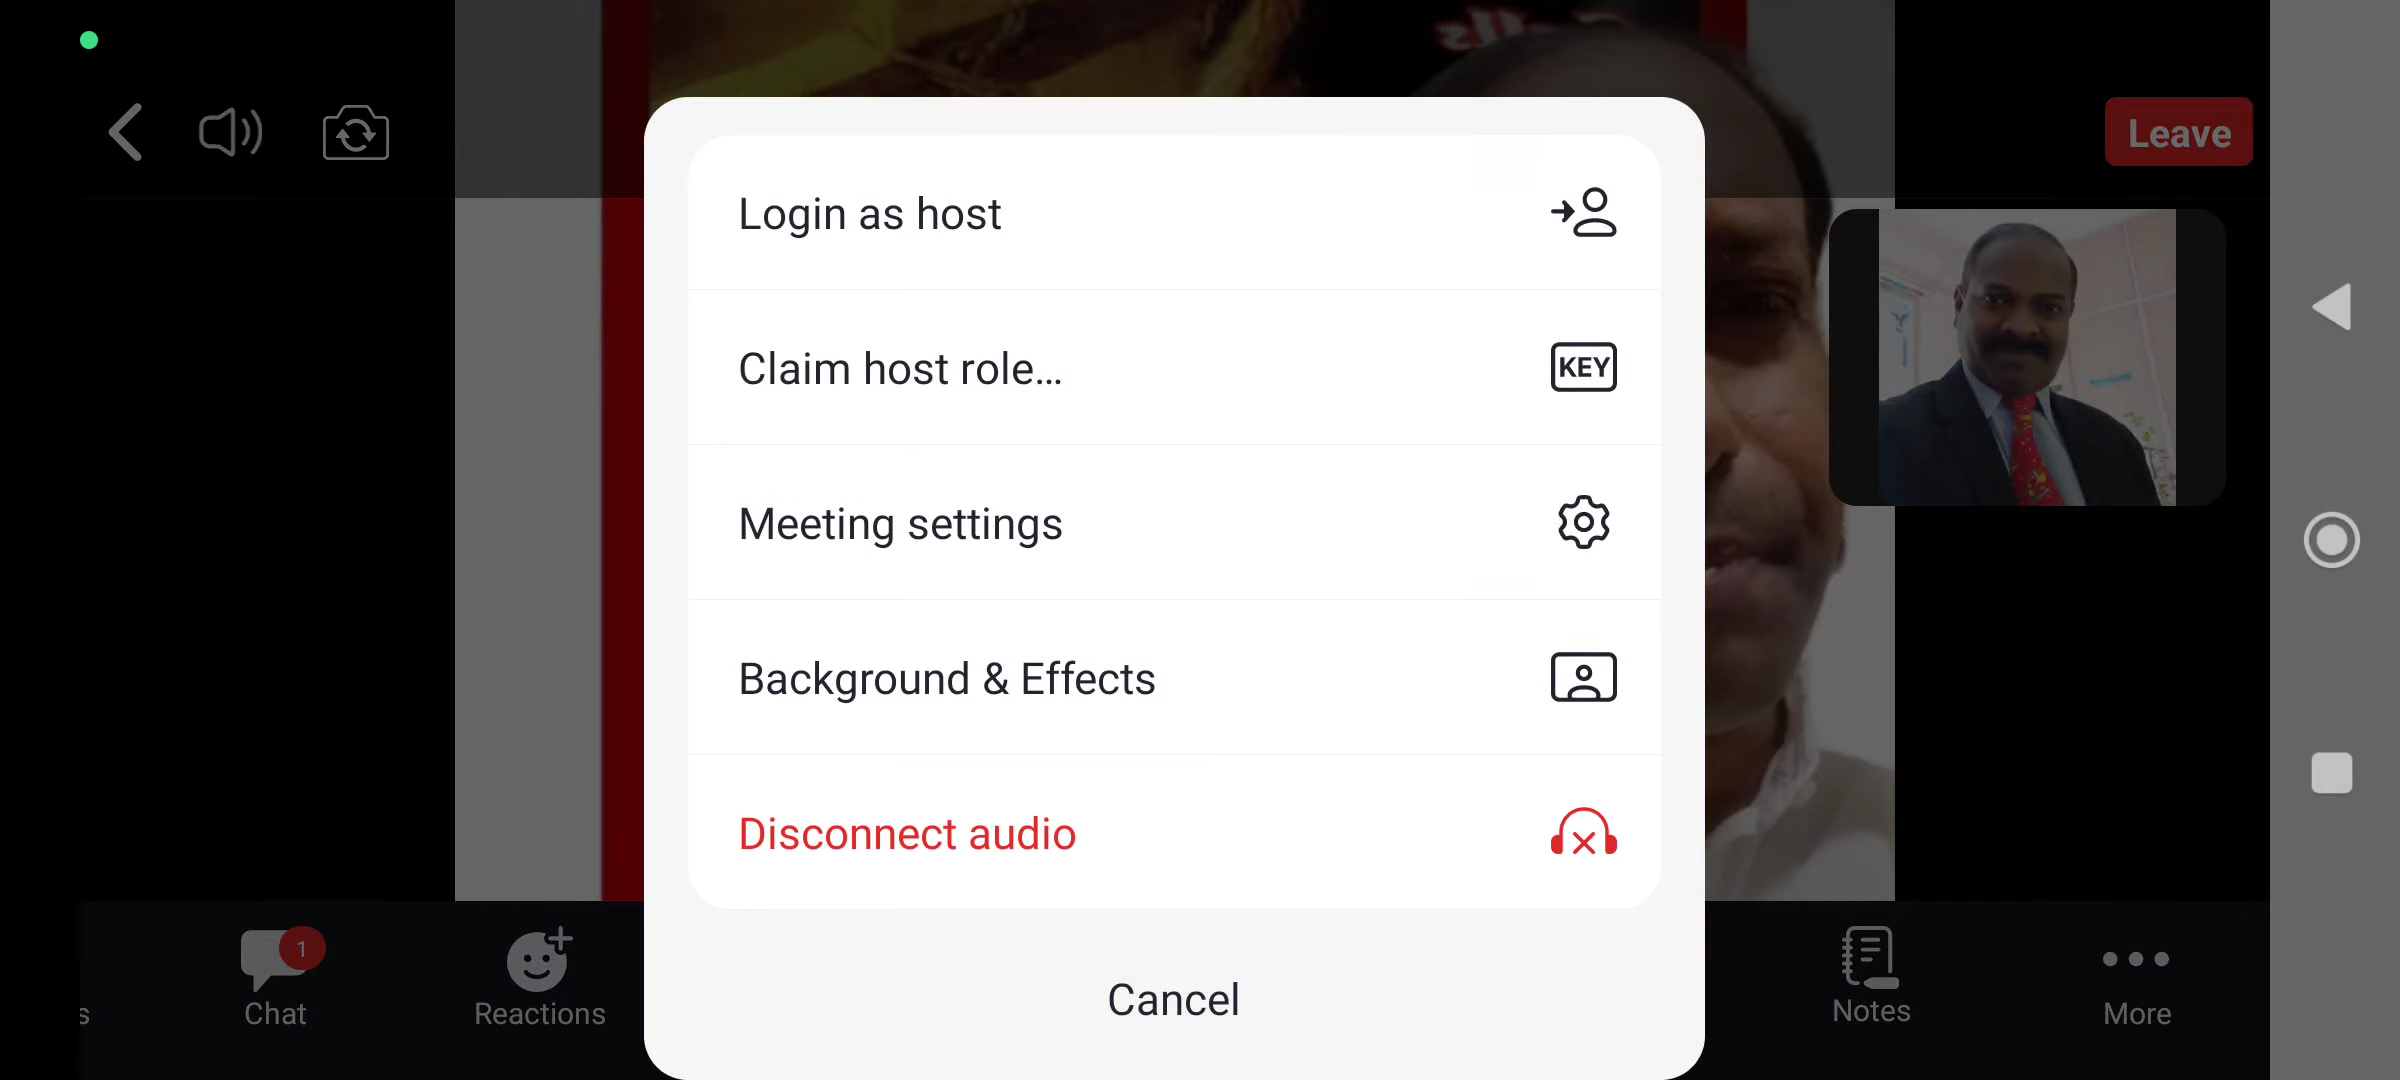 Leave
Login as host
Claim host role...
KEY
Meeting settings
Background & Effects
Disconnect audio
Cancel
s
1
Chat
Reactions
Notes
More